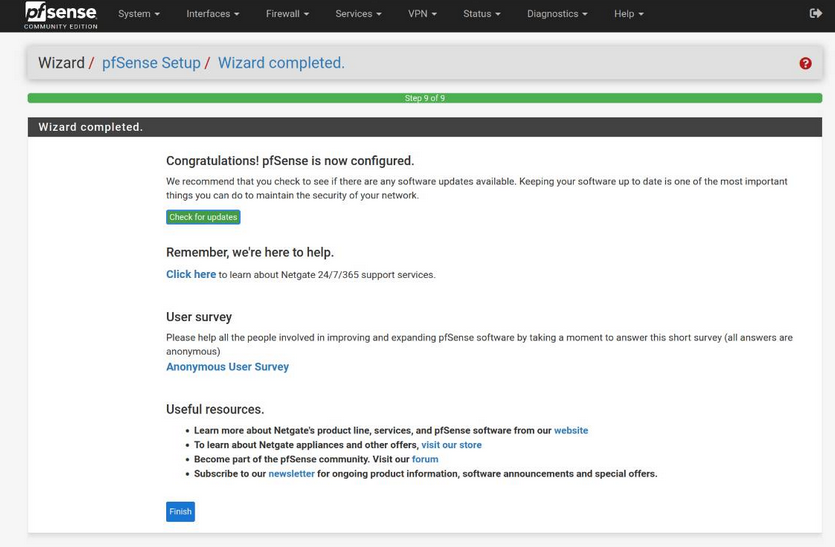 pfsense
COMMUNITY EDITION
System Interfaces Firewall Services VPN Status Diagnostics Help
Wizard / pfSense Setup / Wizard completed.
Step 9 of 9
Wizard completed.
Congratulations! pfSense is now configured.
We recommend that you check to see if there are any software updates available. Keeping your software up to date is one of the most important
things you can do to maintain the security of your network.
Check for updates
Remember, we're here to help.
Click here to learn about Netgate 24/7/365 support services.
User survey
Please help all the people involved in improving and expanding pfSense software by taking a moment to answer this short survey (all answers are
anonymous)
Anonymous User Survey
Useful resources.
• Learn more about Netgate's product line, services, and pfSense software from our website
• To learn about Netgate appliances and other offers, visit our store
• Become part of the pfSense community. Visit our forum
• Subscribe to our newsletter for ongoing product information, software announcements and special offers.
Finish